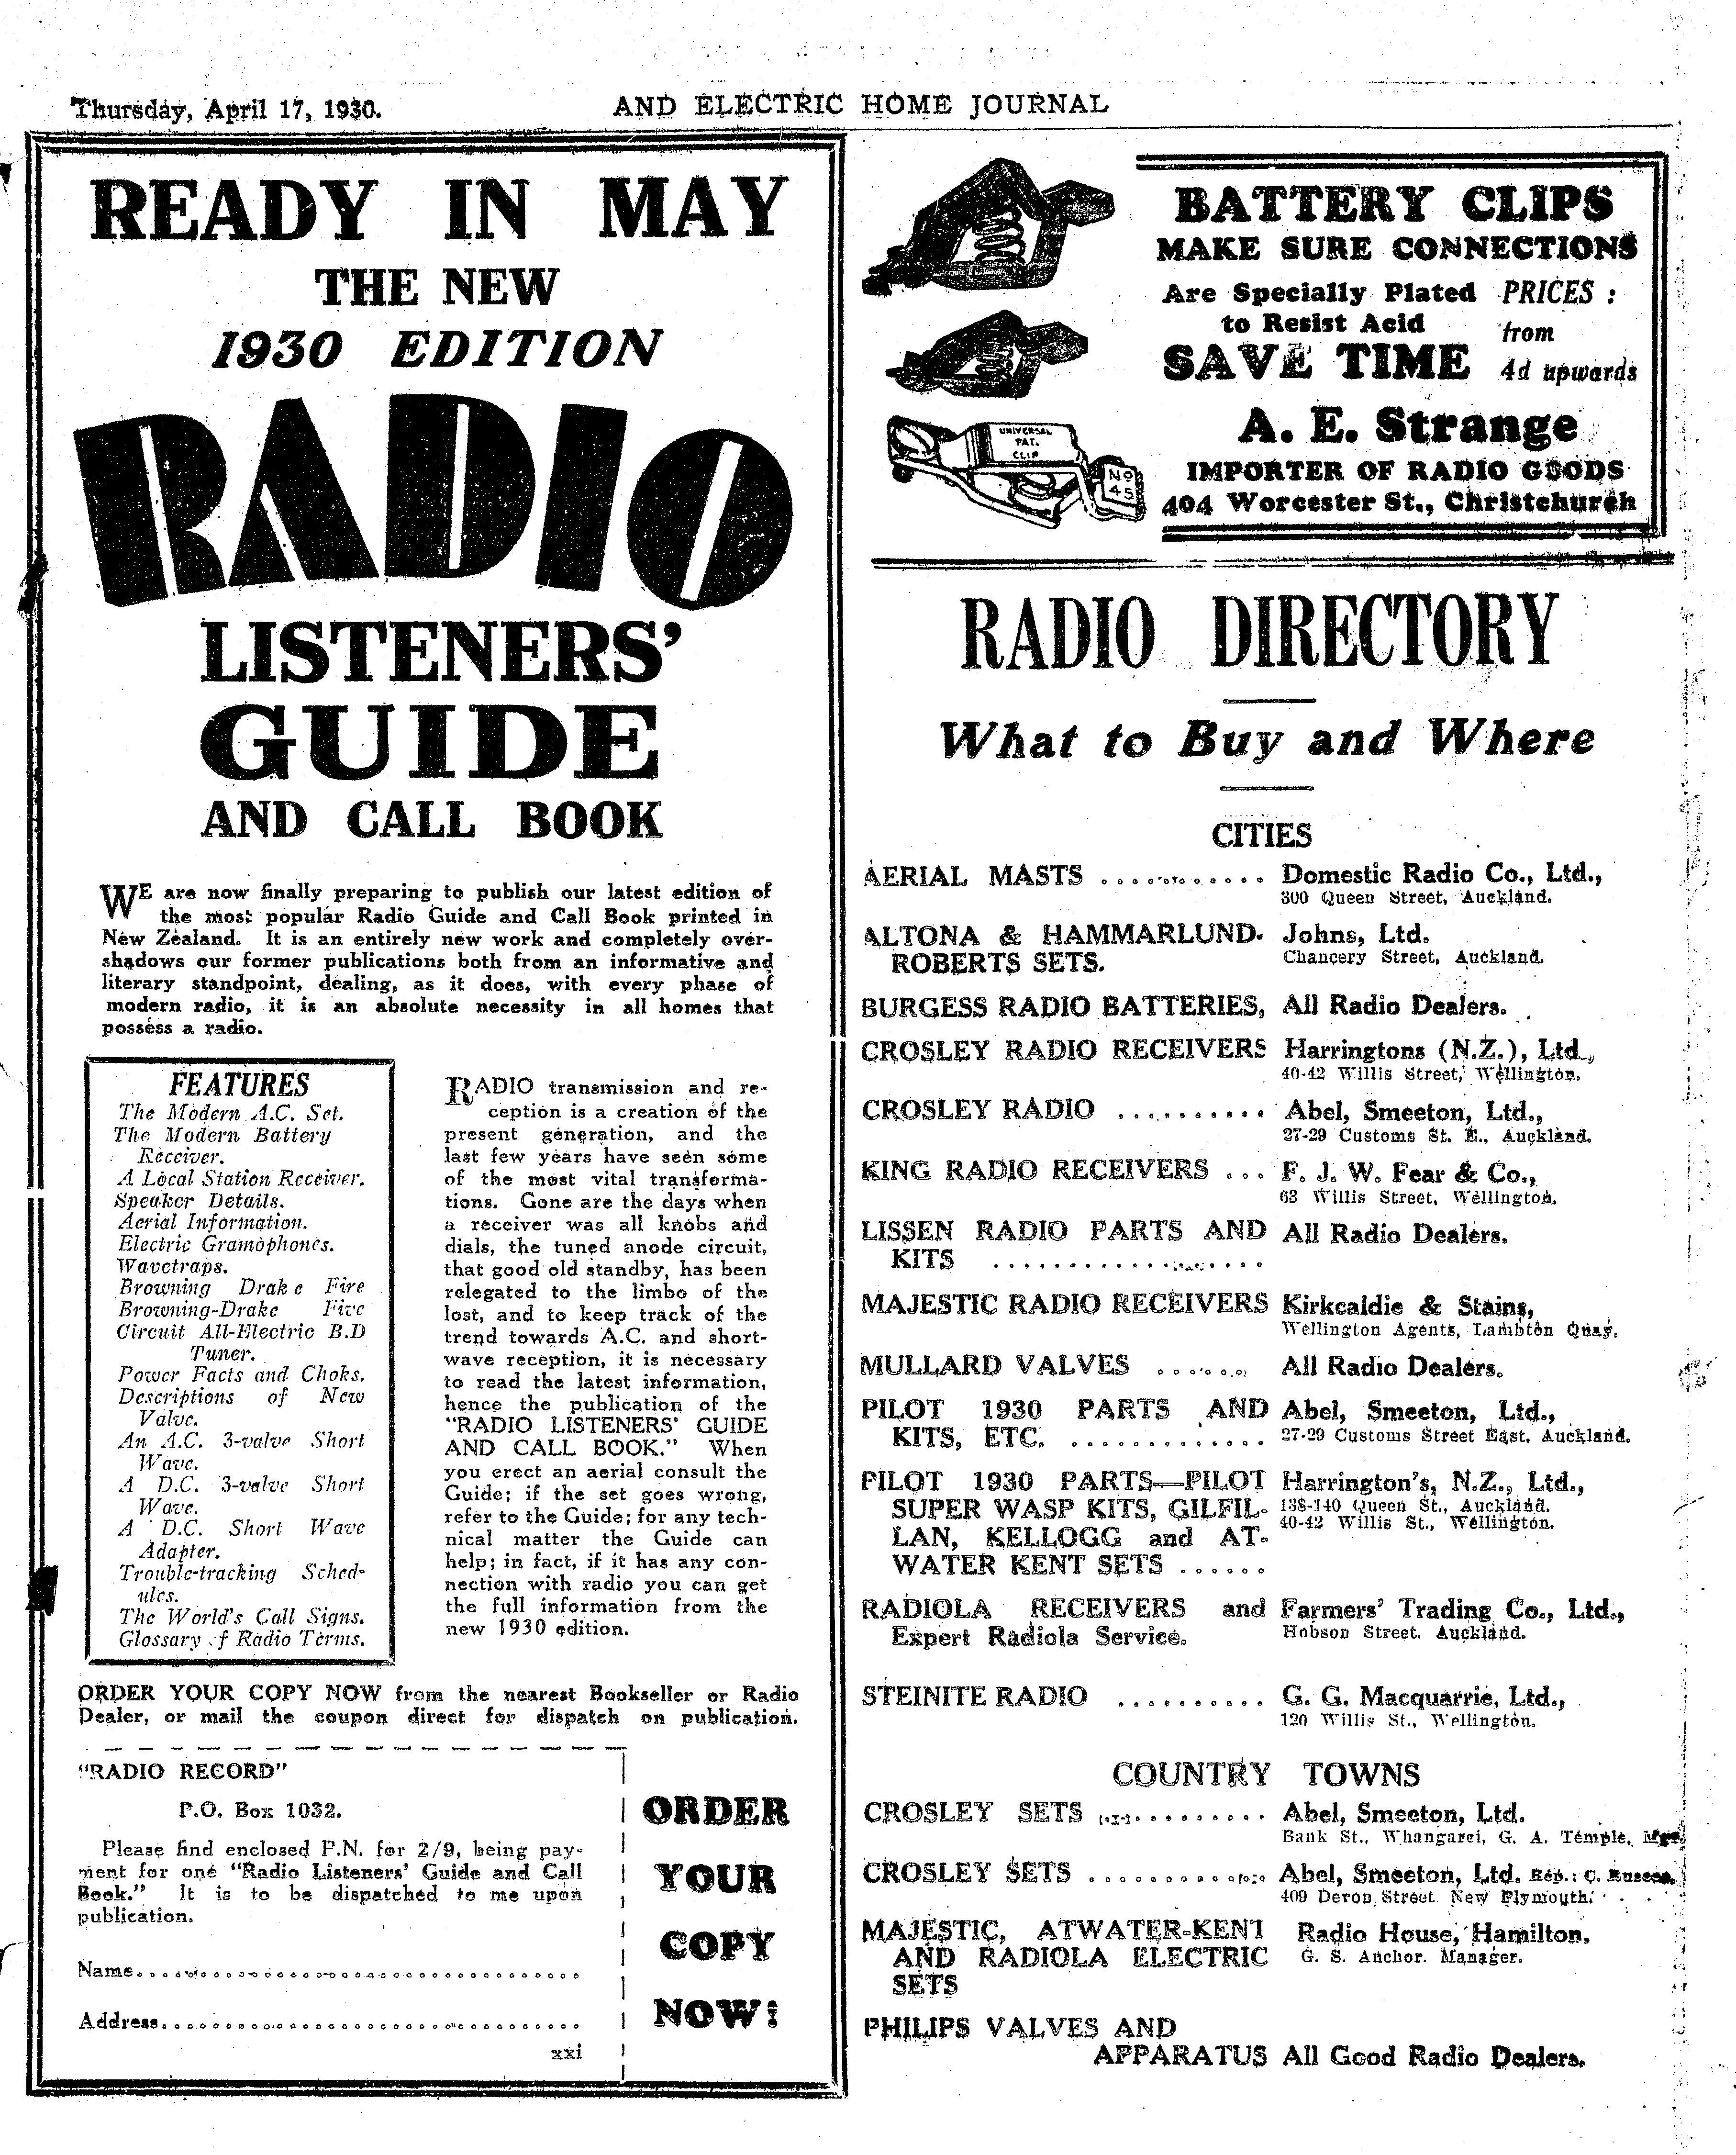 Thursday, April 17, 1930.
AND ELECTRIC HOME JOURNAL
READY IN MAY
THE NEW
1930 EDITION
RADIO
LISTENERS'
GUIDE
AND CALL BOOK
WE are now finally preparing to publish our latest edition of
the most popular Radio Guide and Call Book printed in
New Zealand. It is an entirely new work and completely over-
shadows our former publications both from an informative and
literary standpoint, dealing, as it does, with every phase of
modern radio, it is an absolute necessity in all homes that
possess a radio.
FEATURES
The Modern A.C. Set.
The Modern Battery
Receiver.
A Local Station Receiver.
Speaker Details.
Aerial Information.
Electric Gramophones.
Wavetraps.
Browning Drake Fire
Browning-Drake Five
Circuit All-Electric B.D
Tuner.
Power Facts and Choks.
Descriptions of New
Valve.
An A.C. 3-valve Short
Wave.
A D.C. 3-valve Short
Wave.
A D.C. Short Wave
Adapter.
Trouble-tracking Sched-
ules.
The World's Call Signs.
Glossary of Radio Terms.
RADIO transmission and re-
ception is a creation of the
present generation, and the
last few years have seen some
of the most vital transforma-
tions. Gone are the days when
a receiver was all knobs and
dials, the tuned anode circuit,
that good old standby, has been
relegated to the limbo of the
lost, and to keep track of the
trend towards A.C. and short-
wave reception, it is necessary
to read the latest information,
hence the publication of the
"RADIO LISTENERS' GUIDE
AND CALL BOOK." When
you erect an aerial consult the
Guide; if the set goes wrong,
refer to the Guide; for any tech-
nical matter the Guide can
help; in fact, if it has any con-
nection with radio you can get
the full information from the
new 1930 edition.
ORDER YOUR COPY NOW from the nearest Bookseller or Radio
Dealer, or mail the coupon direct for dispatch on publication.
"RADIO RECORD"
P.O. Box 1032.
Please find enclosed P.N. for 2/9, being pay-
ment for one "Radio Listeners' Guide and Call
Book." It is to be dispatched to me upon
publication.
Name........................................
Address........................................
xxi
ORDER
YOUR
COPY
NOW!
UNIVERSAL
PAT.
CLIP
No
45
BATTERY CLIPS
MAKE SURE CONNECTIONS
Are Specially Plated
to Resist Acid
SAVE TIME
PRICES :
from
4d upwards
A. E. Strange
IMPORTER OF RADIO GOODS
404 Worcester St., Christchurch
RADIO DIRECTORY
What to Buy and Where
CITIES
AERIAL MASTS ............. Domestic Radio Co., Ltd.,
300 Queen Street, Auckland.
ALTONA & HAMMARLUND- Johns, Ltd.
ROBERTS SETS. Chancery Street, Auckland.
BURGESS RADIO BATTERIES, All Radio Dealers.
CROSLEY RADIO RECEIVERS Harringtons (N.Z.), Ltd.,
40-42 Willis Street, Wellington.
CROSLEY RADIO .......... Abel, Smeeton, Ltd.,
27-29 Customs St. E., Auckland.
KING RADIO RECEIVERS ... F. J. W. Fear & Co.,
63 Willis Street, Wellington.
LISSEN RADIO PARTS AND All Radio Dealers.
KITS ..................
MAJESTIC RADIO RECEIVERS Kirkcaldie & Stains,
Wellington Agents, Lambton Quay.
MULLARD VALVES ........ All Radio Dealers.
PILOT 1930 PARTS AND Abel, Smeeton, Ltd.,
KITS, ETC. ............. 27-29 Customs Street East, Auckland.
PILOT 1930 PARTS—PILOT Harrington's, N.Z., Ltd.,
SUPER WASP KITS, GILFIL- 138-140 Queen St., Auckland.
LAN, KELLOGG and AT- 40-42 Willis St., Wellington.
WATER KENT SETS ......
RADIOLA RECEIVERS and Farmers' Trading Co., Ltd.,
Expert Radiola Service. Hobson Street, Auckland.
STEINITE RADIO .......... G. G. Macquarrie, Ltd.,
120 Willis St., Wellington.
COUNTRY TOWNS
CROSLEY SETS ............ Abel, Smeeton, Ltd.
Bank St., Whangarei, G. A. Temple, Mgr.
CROSLEY SETS ............ Abel, Smeeton, Ltd. Rep.: C.
409 Devon Street New Plymouth.
MAJESTIC, ATWATER-KENT Radio House, Hamilton.
AND RADIOLA ELECTRIC G. S. Anchor. Manager.
SETS
PHILIPS VALVES AND
APPARATUS All Good Radio Dealers.